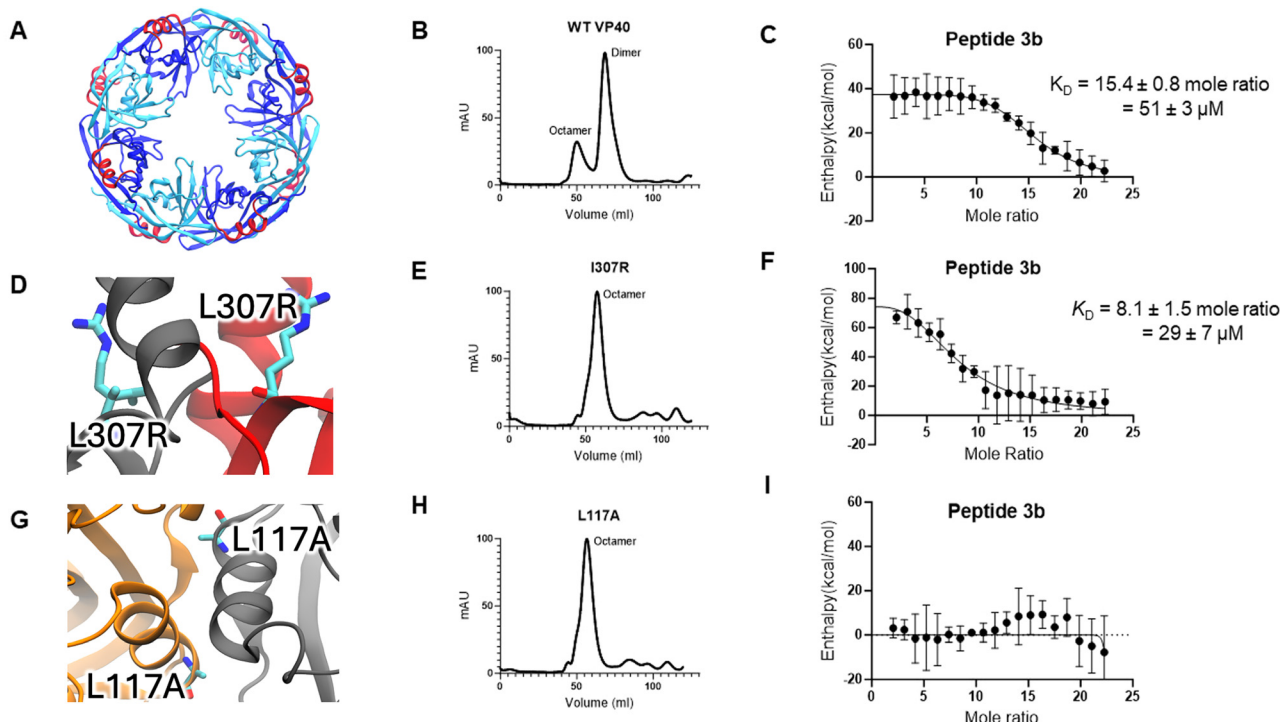 A
B
WT VP40
100
50
0
mAU
Octamer
Dimer
0
50
100
Volume (ml)
C
Peptide 3b
60
40
20
0
-20
Enthalpy(kcal/mol)
5
10
15
20
25
Mole ratio
KD = 15.4 ± 0.8 mole ratio
= 51 ± 3 µM
D
L307R
L307R
E
I307R
100
50
0
mAU
Octamer
0
50
100
Volume (ml)
F
Peptide 3b
100
80
60
40
20
0
-20
Enthalpy(kcal/mol)
5
10
15
20
25
Mole Ratio
KD = 8.1 ± 1.5 mole ratio
= 29 ± 7 µM
G
L117A
L117A
H
L117A
100
50
0
mAU
Octamer
0
50
100
Volume (ml)
I
Peptide 3b
60
40
20
0
-20
Enthalpy(kcal/mol)
0
5
10
15
20
25
Mole ratio